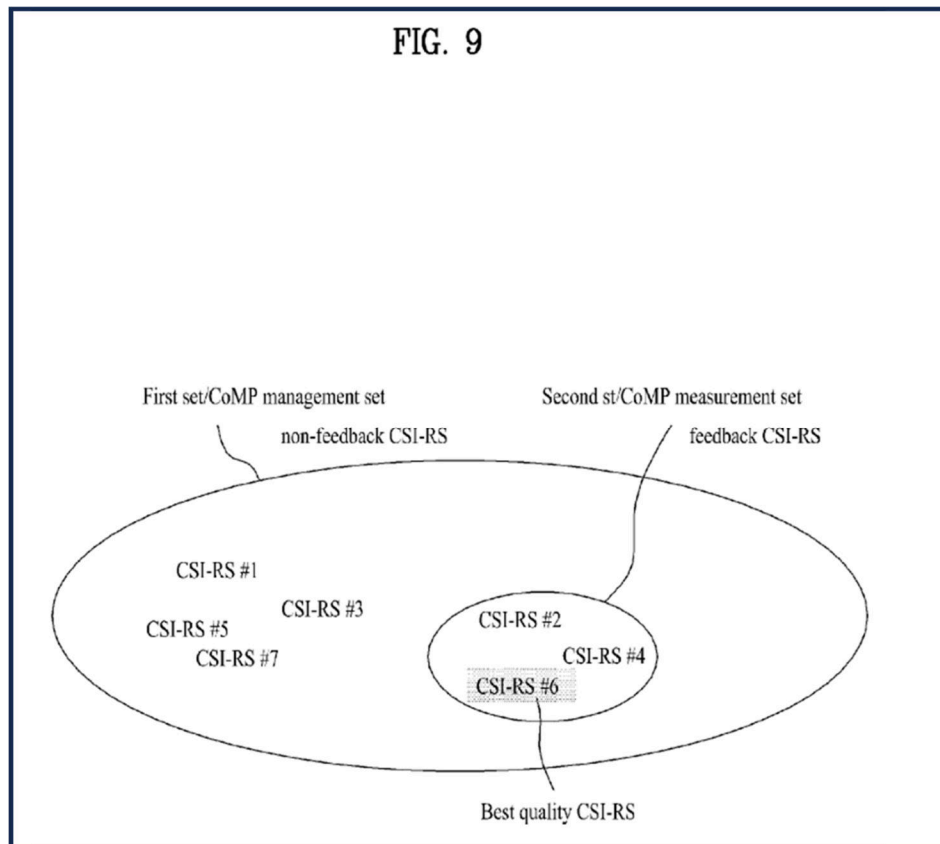 FIG. 9
First set/CoMP management set
non-feedback CSI-RS
Second st/CoMP measurement set
feedback CSI-RS
CSI-RS #1
CSI-RS #3
CSI-RS #5
CSI-RS #7
CSI-RS #2
CSI-RS #4
CSI-RS #6
Best quality CSI-RS